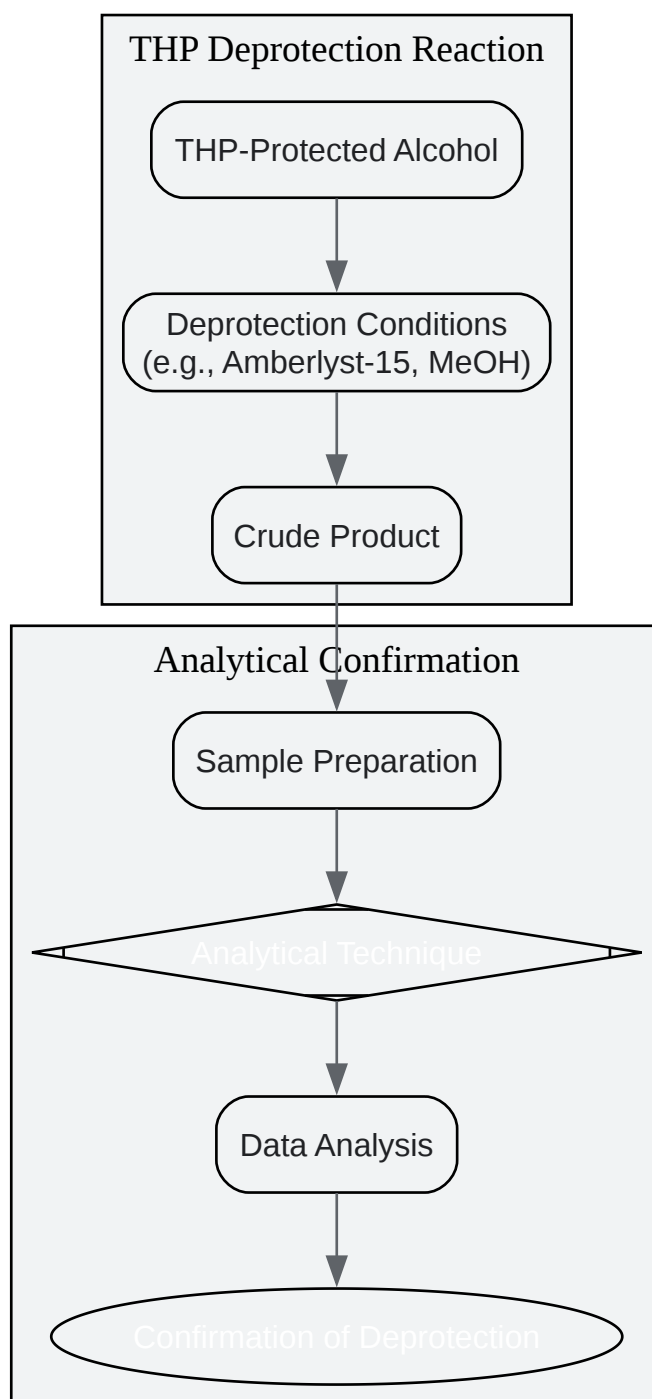 THP Deprotection Reaction
THP-Protected Alcohol
Deprotection Conditions
(e.g., Amberlyst-15, MeOH)
Crude Product
Analytical Confirmation
Sample Preparation
Analytical Technique
Data Analysis
Confirmation of Deprotection